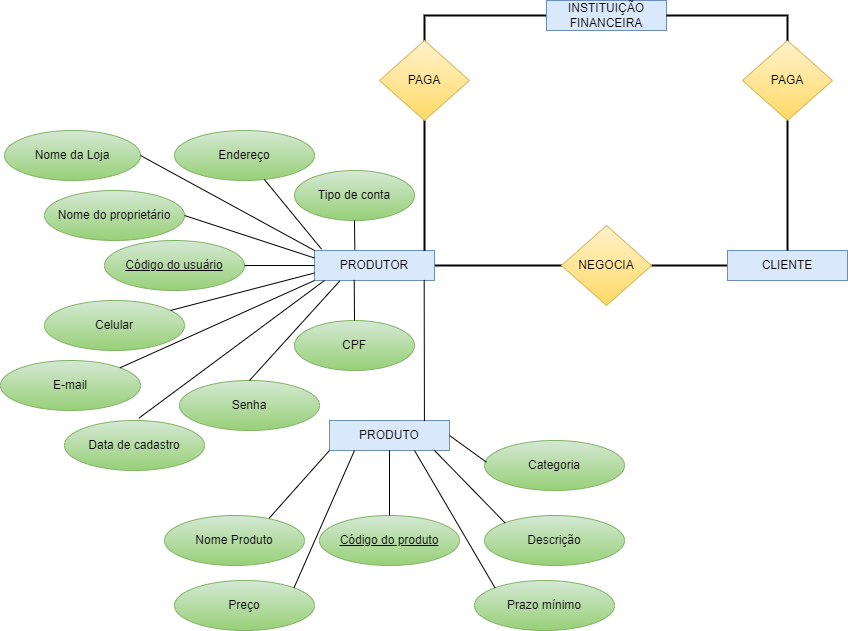 INSTITUIÇÃO
FINANCEIRA
PAGA
PAGA
Nome da Loja
Endereço
Tipo de conta
Nome do proprietário
Código do usuário
PRODUTOR
NEGOCIA
CLIENTE
Celular
CPF
E-mail
Senha
Data de cadastro
PRODUTO
Categoria
Nome Produto
Código do produto
Descrição
Preço
Prazo mínimo